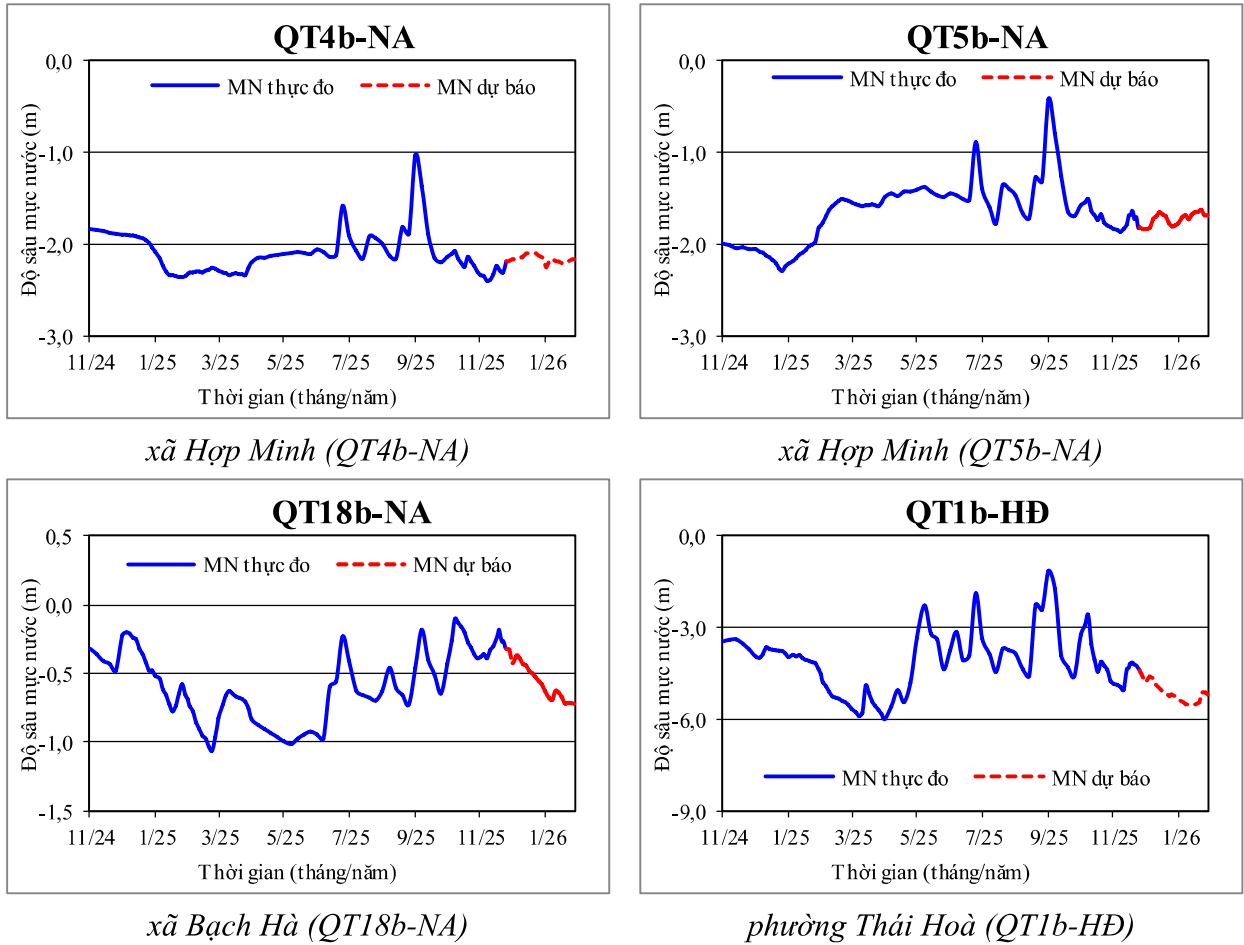 QT4b-NA
0,0
MN thực đo
MN dự báo
-1,0
-2,0
-3,0
Độ sâu mực nước (m)
11/24 1/25 3/25 5/25 7/25 9/25 11/25 1/26
Thời gian (tháng/năm)
xã Hợp Minh (QT4b-NA)
QT5b-NA
0,0
MN thực đo
MN dự báo
-1,0
-2,0
-3,0
Độ sâu mực nước (m)
11/24 1/25 3/25 5/25 7/25 9/25 11/25 1/26
Thời gian (tháng/năm)
xã Hợp Minh (QT5b-NA)
QT18b-NA
0,5
MN thực đo
MN dự báo
0,0
-0,5
-1,0
-1,5
Độ sâu mực nước (m)
11/24 1/25 3/25 5/25 7/25 9/25 11/25 1/26
Thời gian (tháng/năm)
xã Bạch Hà (QT18b-NA)
QT1b-HĐ
0,0
-3,0
-6,0
MN thực đo
MN dự báo
-9,0
Độ sâu mực nước (m)
11/24 1/25 3/25 5/25 7/25 9/25 11/25 1/26
Thời gian (tháng/năm)
phường Thái Hoà (QT1b-HĐ)